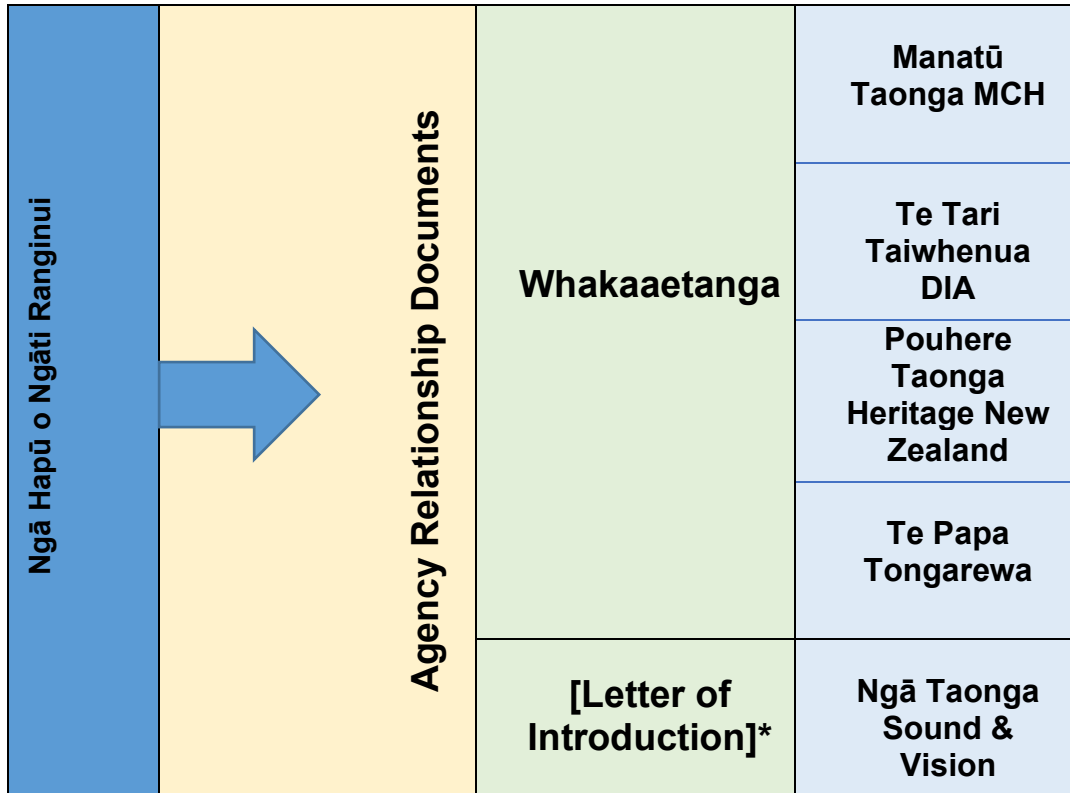 Ngā Hapū o Ngāti Ranginui
Agency Relationship Documents
Whakaaetanga
Manatū
Taonga MCH
Te Tari
Taiwhenua
DIA
Pouhere
Taonga
Heritage New
Zealand
Te Papa
Tongarewa
[Letter of
Introduction]*
Ngā Taonga
Sound &
Vision